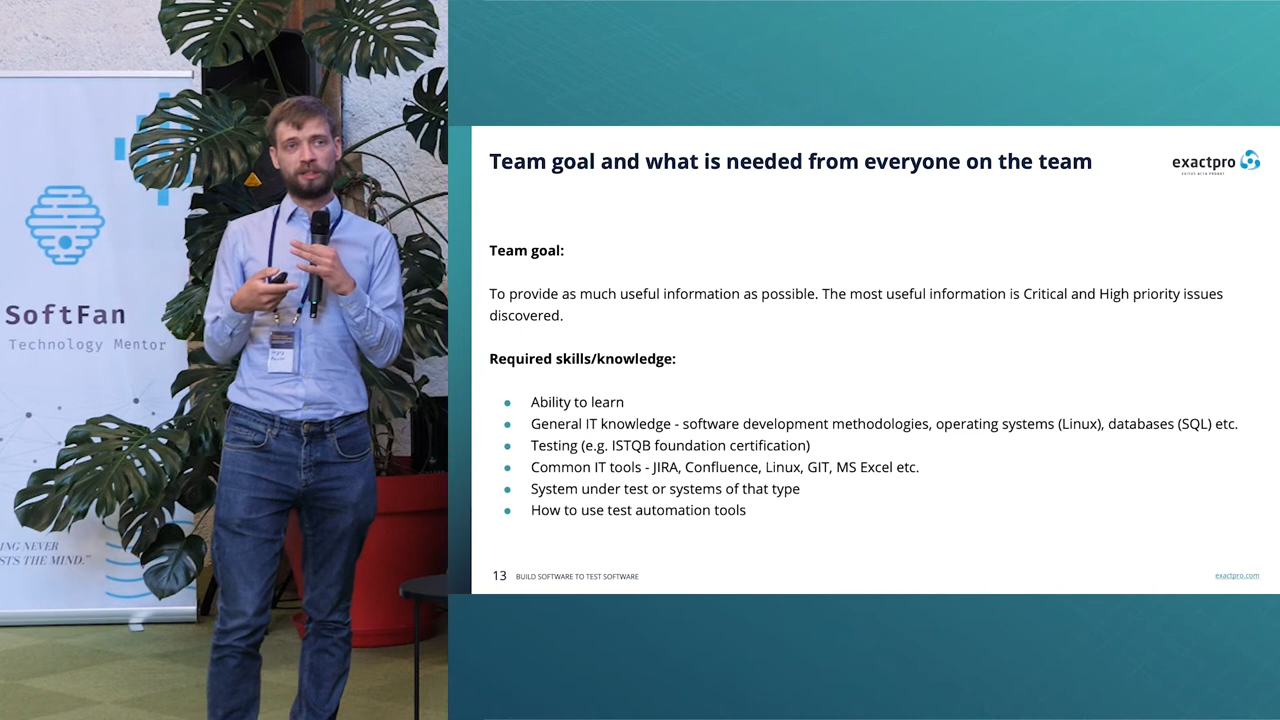 SoftFan
Technology Mentor
ING NEVER
STS THE MIND.”
Team goal and what is needed from everyone on the team
exactpro
EXITUS ACTA PROBAT
Team goal:
To provide as much useful information as possible. The most useful information is Critical and High priority issues
discovered.
Required skills/knowledge:
● Ability to learn
● General IT knowledge - software development methodologies, operating systems (Linux), databases (SQL) etc.
● Testing (e.g. ISTQB foundation certification)
● Common IT tools - JIRA, Confluence, Linux, GIT, MS Excel etc.
● System under test or systems of that type
● How to use test automation tools
13 BUILD SOFTWARE TO TEST SOFTWARE
exactpro.com